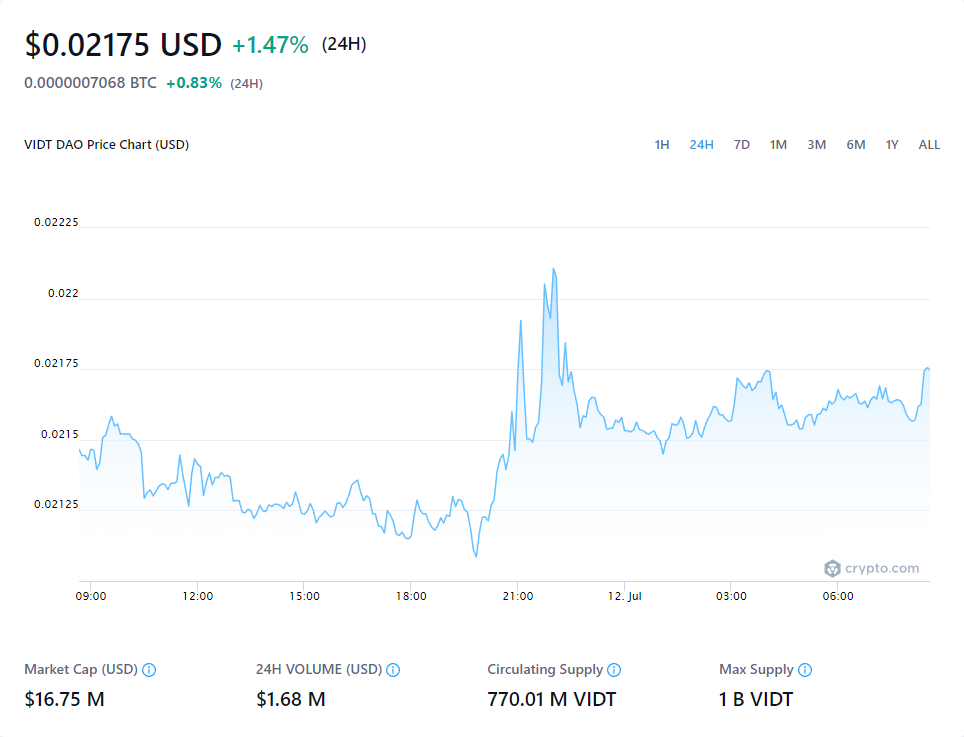 $0.02175 USD +1.47% (24H)
0.0000007068 BTC +0.83% (24H)
VIDT DAO Price Chart (USD) 1H 24H 7D 1M 3M 6M 1Y ALL
0.02225
0.022
0.02175
0.0215
0.02125
crypto.com
09:00 12:00 15:00 18:00 21:00 12. Jul 03:00 06:00
Market Cap (USD) 24H VOLUME (USD) Circulating Supply Max Supply
$16.75 M $1.68 M 770.01 M VIDT 1 B VIDT